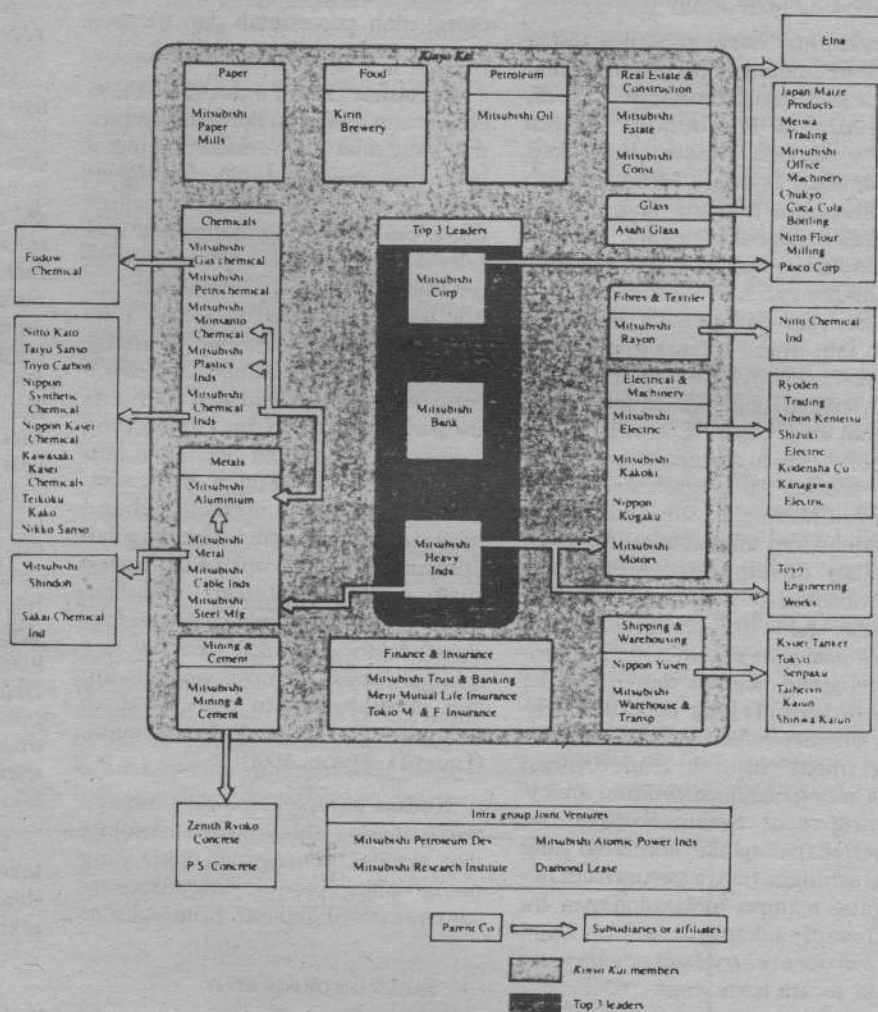 Kinyo Kai
Paper
Mitsubishi
Paper
Mills
Food
Kirin
Brewery
Petroleum
Mitsubishi Oil
Real Estate &
Construction
Mitsubishi
Estate
Mitsubishi
Const
Elna
Japan Maize
Products
Meiwa
Trading
Mitsubishi
Office
Machinery
Chukyo
Coca Cola
Bottling
Nitto Flour
Milling
Pasco Corp
Glass
Asahi Glass
Chemicals
Mitsubishi
Gas chemical
Mitsubishi
Petrochemical
Mitsubishi
Monsanto
Chemical
Mitsubishi
Plastics
Inds
Mitsubishi
Chemical
Inds
Top 3 Leaders
Mitsubishi
Corp
Mitsubishi
Bank
Mitsubishi
Heavy
Inds
Fudow
Chemical
Fibres & Textiles
Mitsubishi
Rayon
Nitto Chemical
Ind
Nitto Kako
Taiyu Sanso
Toyo Carbon
Nippon
Synthetic
Chemical
Nippon Kasei
Chemical
Kawasaki
Kasei
Chemicals
Teikoku
Kako
Nikko Sanso
Electrical &
Machinery
Mitsubishi
Electric
Mitsubishi
Kakoki
Nippon
Kogaku
Mitsubishi
Motors
Ryoden
Trading
Nihon Kentetsu
Shizuki
Electric
Kodensha Co
Kanagawa
Electric
Metals
Mitsubishi
Aluminium
Mitsubishi
Metal
Mitsubishi
Cable Inds
Mitsubishi
Steel Mfg
Mitsubishi
Shindoh
Sakai Chemical
Ind
Toyo
Engineering
Works
Mining &
Cement
Mitsubishi
Mining &
Cement
Finance & Insurance
Mitsubishi Trust & Banking
Meiji Mutual Life Insurance
Tokio M & F Insurance
Shipping &
Warehousing
Nippon Yusen
Mitsubishi
Warehouse
& Transp
Kyoei Tanker
Tokyo
Senpaku
Taiheiyo
Kaiun
Shinwa Kaiun
Zenith Ryoko
Concrete
P.S. Concrete
Intra group Joint Ventures
Mitsubishi Petroleum Dev Mitsubishi Atomic Power Inds
Mitsubishi Research Institute Diamond Lease
Parent Co Subsidiaries or affiliates
Kinyo Kai members
Top 3 leaders